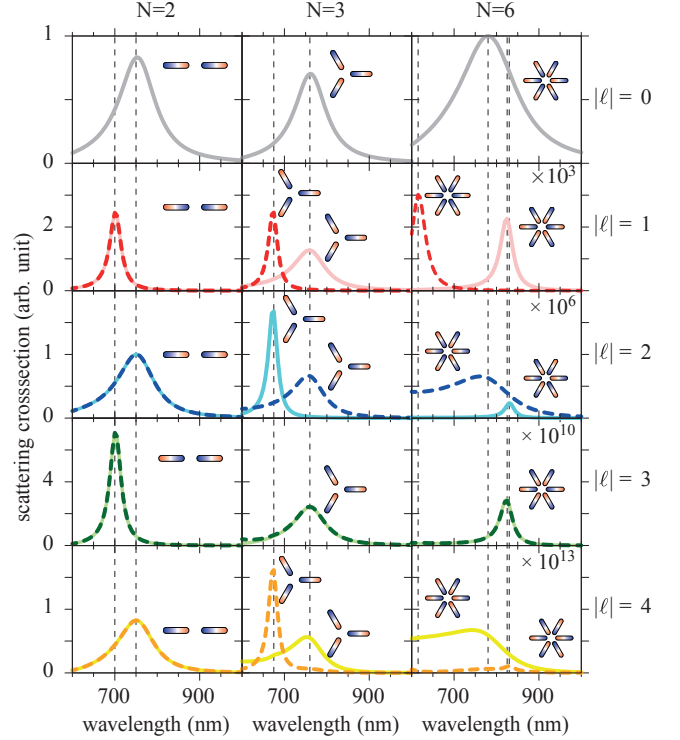 N=2 N=3 N=6
1
0.5
0
|ℓ| = 0
× 10³
2
0
|ℓ| = 1
× 10⁶
1
0
|ℓ| = 2
× 10¹⁰
4
0
|ℓ| = 3
× 10¹³
1
0
|ℓ| = 4
scattering crosssection (arb. unit)
700 900 700 900 700 900
wavelength (nm) wavelength (nm) wavelength (nm)